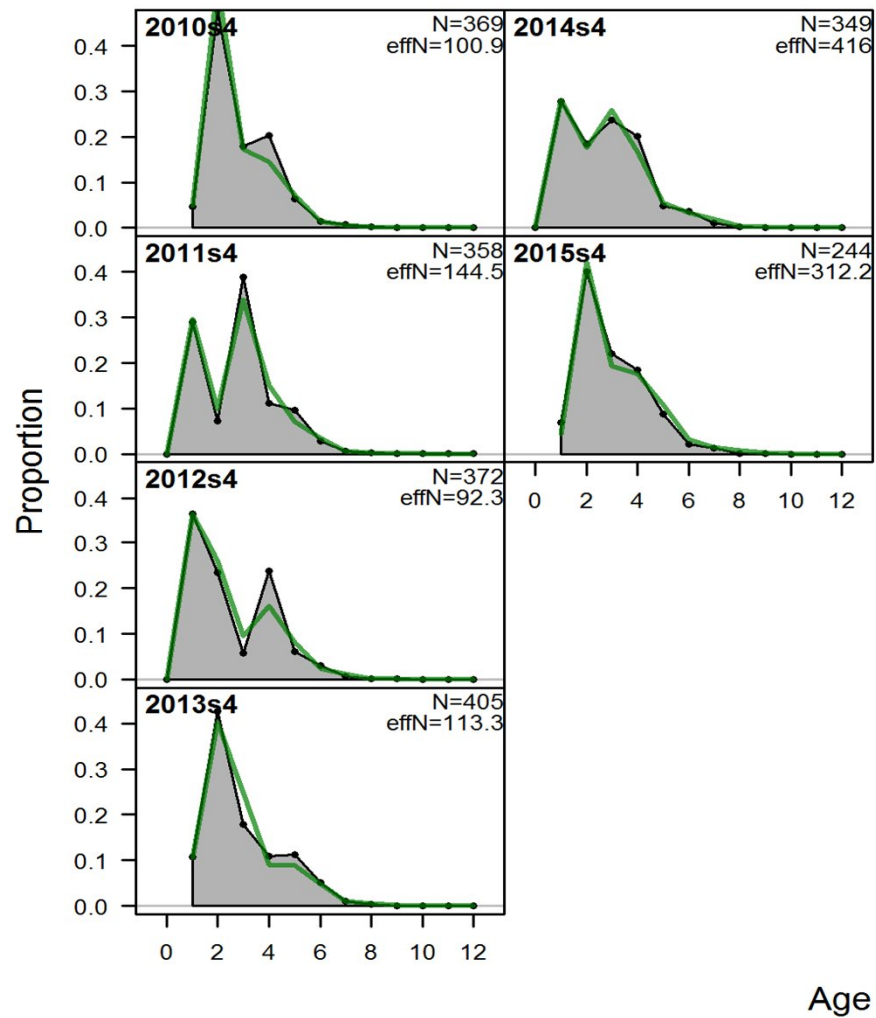 2010s4
N=369
effN=100.9
0.4
0.3
0.2
0.1
0.0
2014s4
N=349
effN=416
2011s4
N=358
effN=144.5
0.4
0.3
0.2
0.1
0.0
2015s4
N=244
effN=312.2
0 2 4 6 8 10 12
2012s4
N=372
effN=92.3
0.4
0.3
0.2
0.1
0.0
2013s4
N=405
effN=113.3
0.4
0.3
0.2
0.1
0.0
0 2 4 6 8 10 12
Proportion
Age